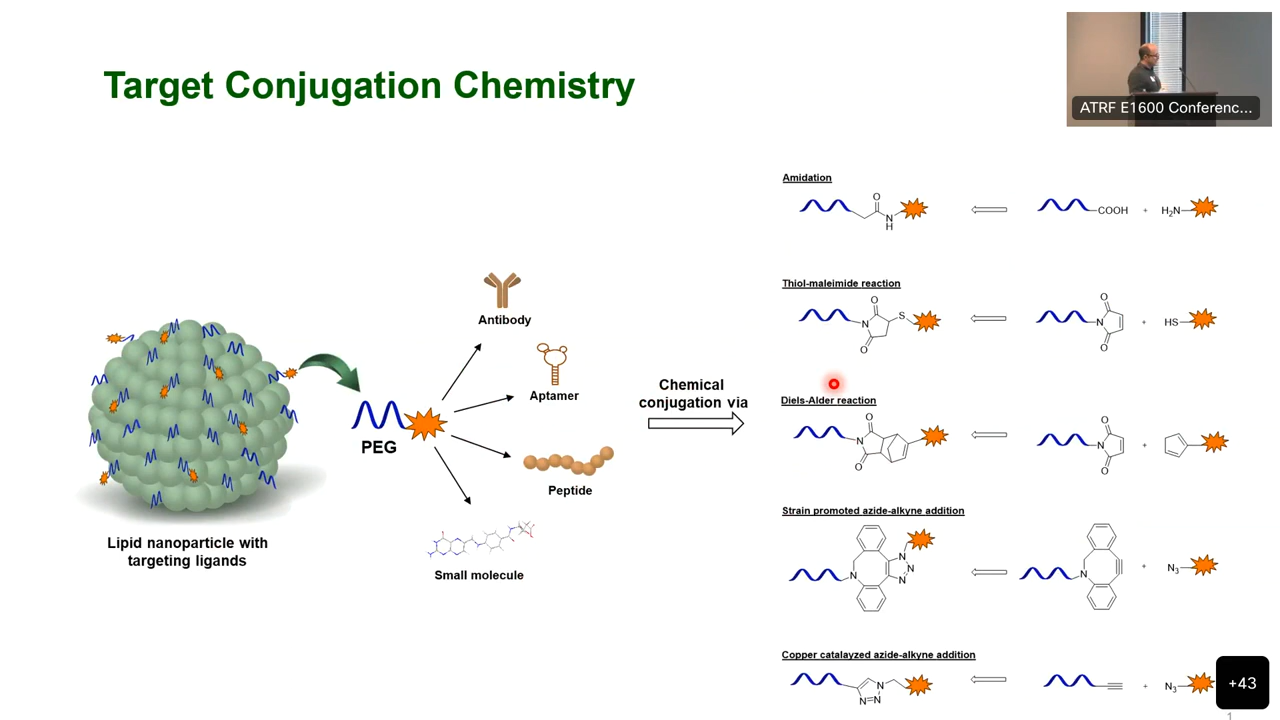 Target Conjugation Chemistry
ATRF E1600 Conferenc...
Lipid nanoparticle with
targeting ligands
PEG
Antibody
Aptamer
Peptide
Small molecule
Chemical
conjugation via
Amidation
O
N
H
COOH + H₂N
Thiol-maleimide reaction
O
N
O
S
O
N
O
+ HS
Diels-Alder reaction
O
N
O
O
N
O
+
Strain promoted azide-alkyne addition
N
N
N
N
N
+ N₃
Copper catalayzed azide-alkyne addition
N
N=N
+ N₃
+43
1